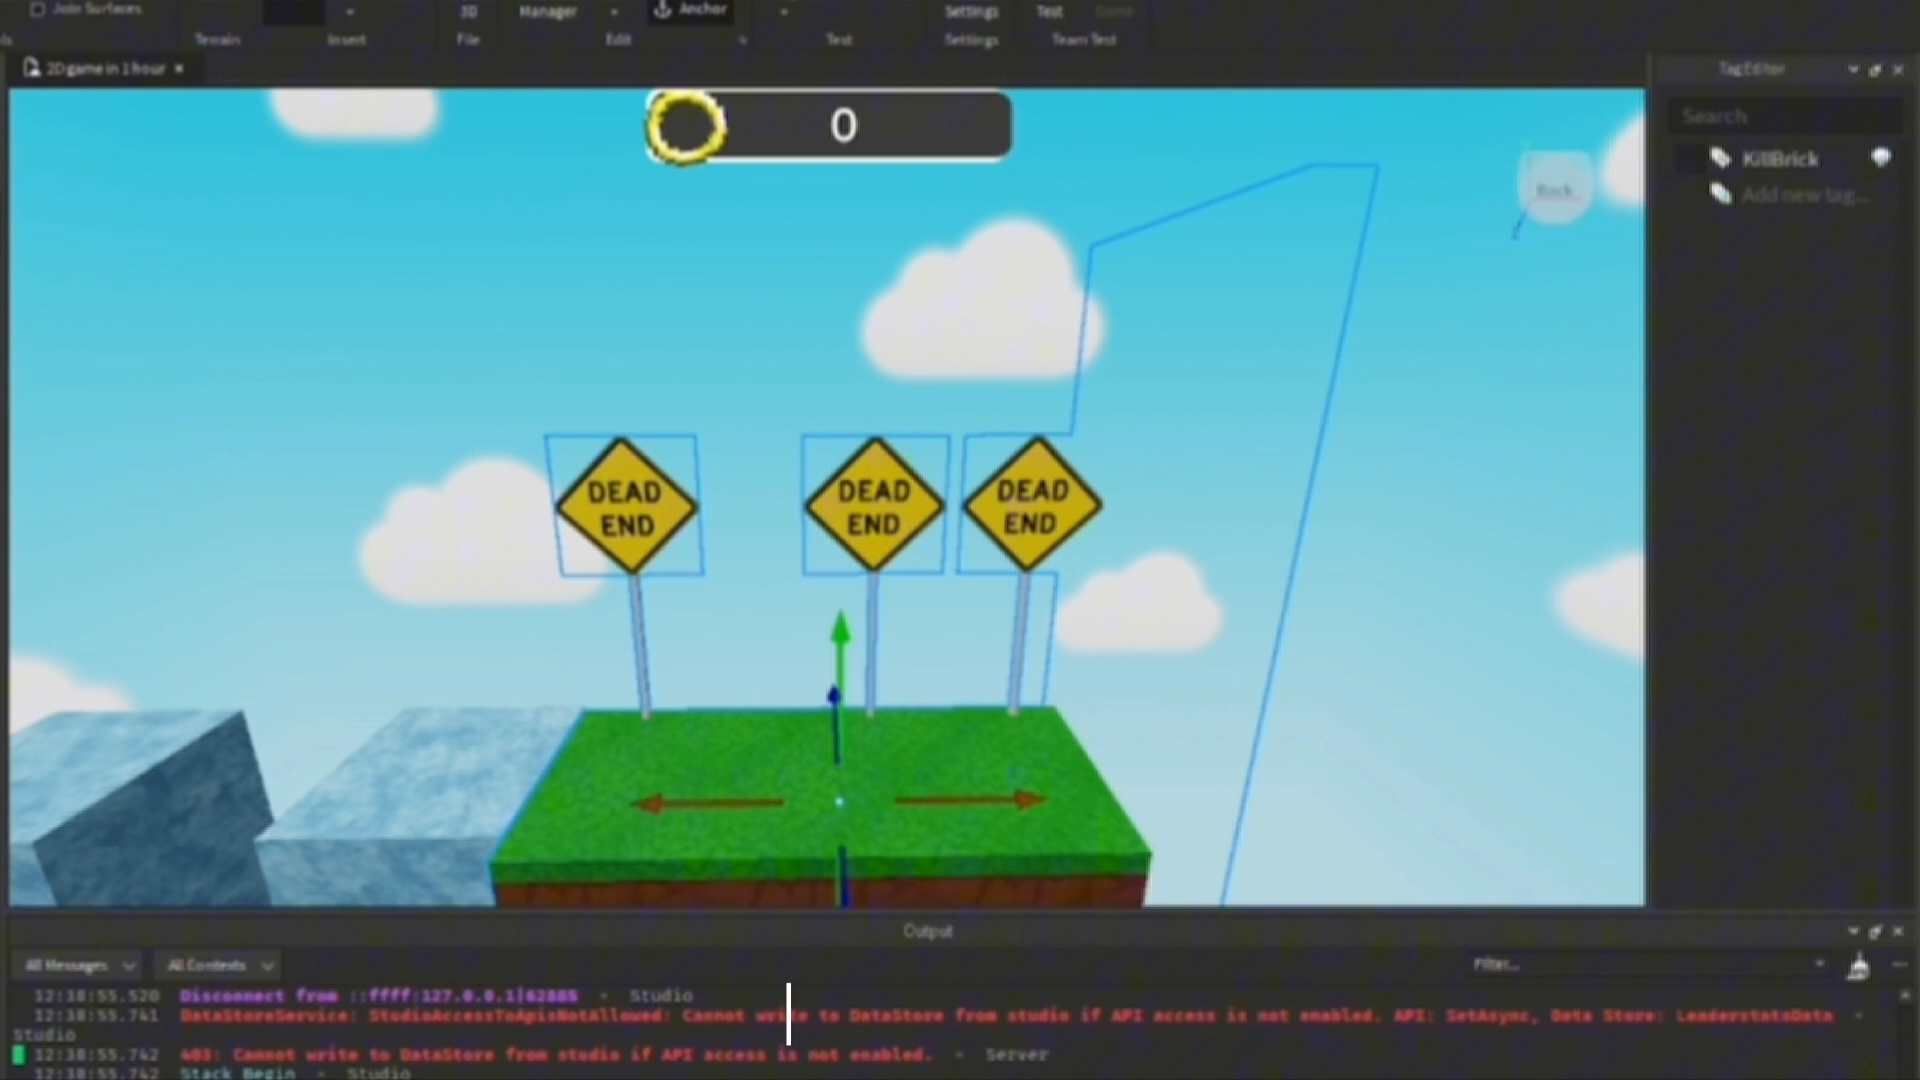 Join Surfaces
3D Manager Anchor Settings Test Game
Terrain Insert File Edit Test Settings Team Test
2D game in 1 hour
Tag Editor
0
Search
KillBrick
Back
Add new tag...
DEAD END
DEAD END
DEAD END
Output
All Messages All Contexts Filter...
12:38:55.520 Disconnect from ::ffff:127.0.0.1|62885 - Studio
12:38:55.741 DataStoreService: StudioAccessToApisNotAllowed: Cannot write to DataStore from studio if API access is not enabled. API: SetAsync, Data Store: LeaderstatsData -
Studio
12:38:55.742 403: Cannot write to DataStore from studio if API access is not enabled. - Server
12:38:55.742 Stack Begin - Studio